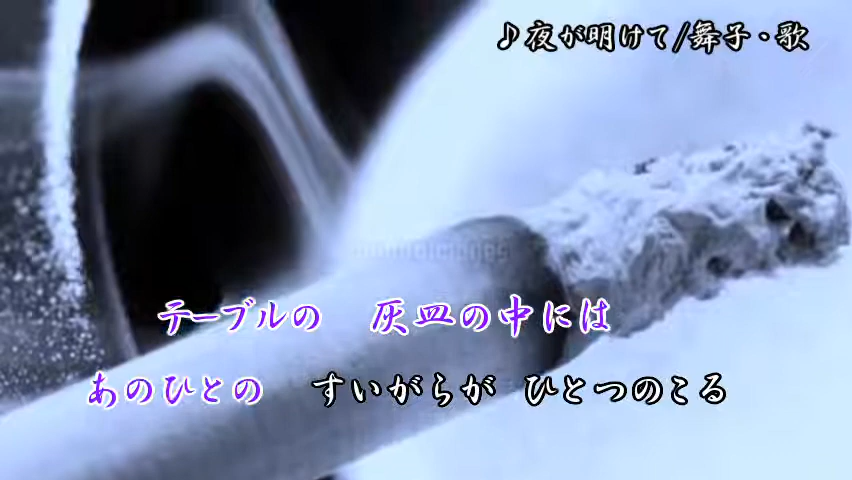 ♪夜が明けて/舞子・歌
テーブルの 灰皿の中には
あのひとの すいがらが ひとつのこる